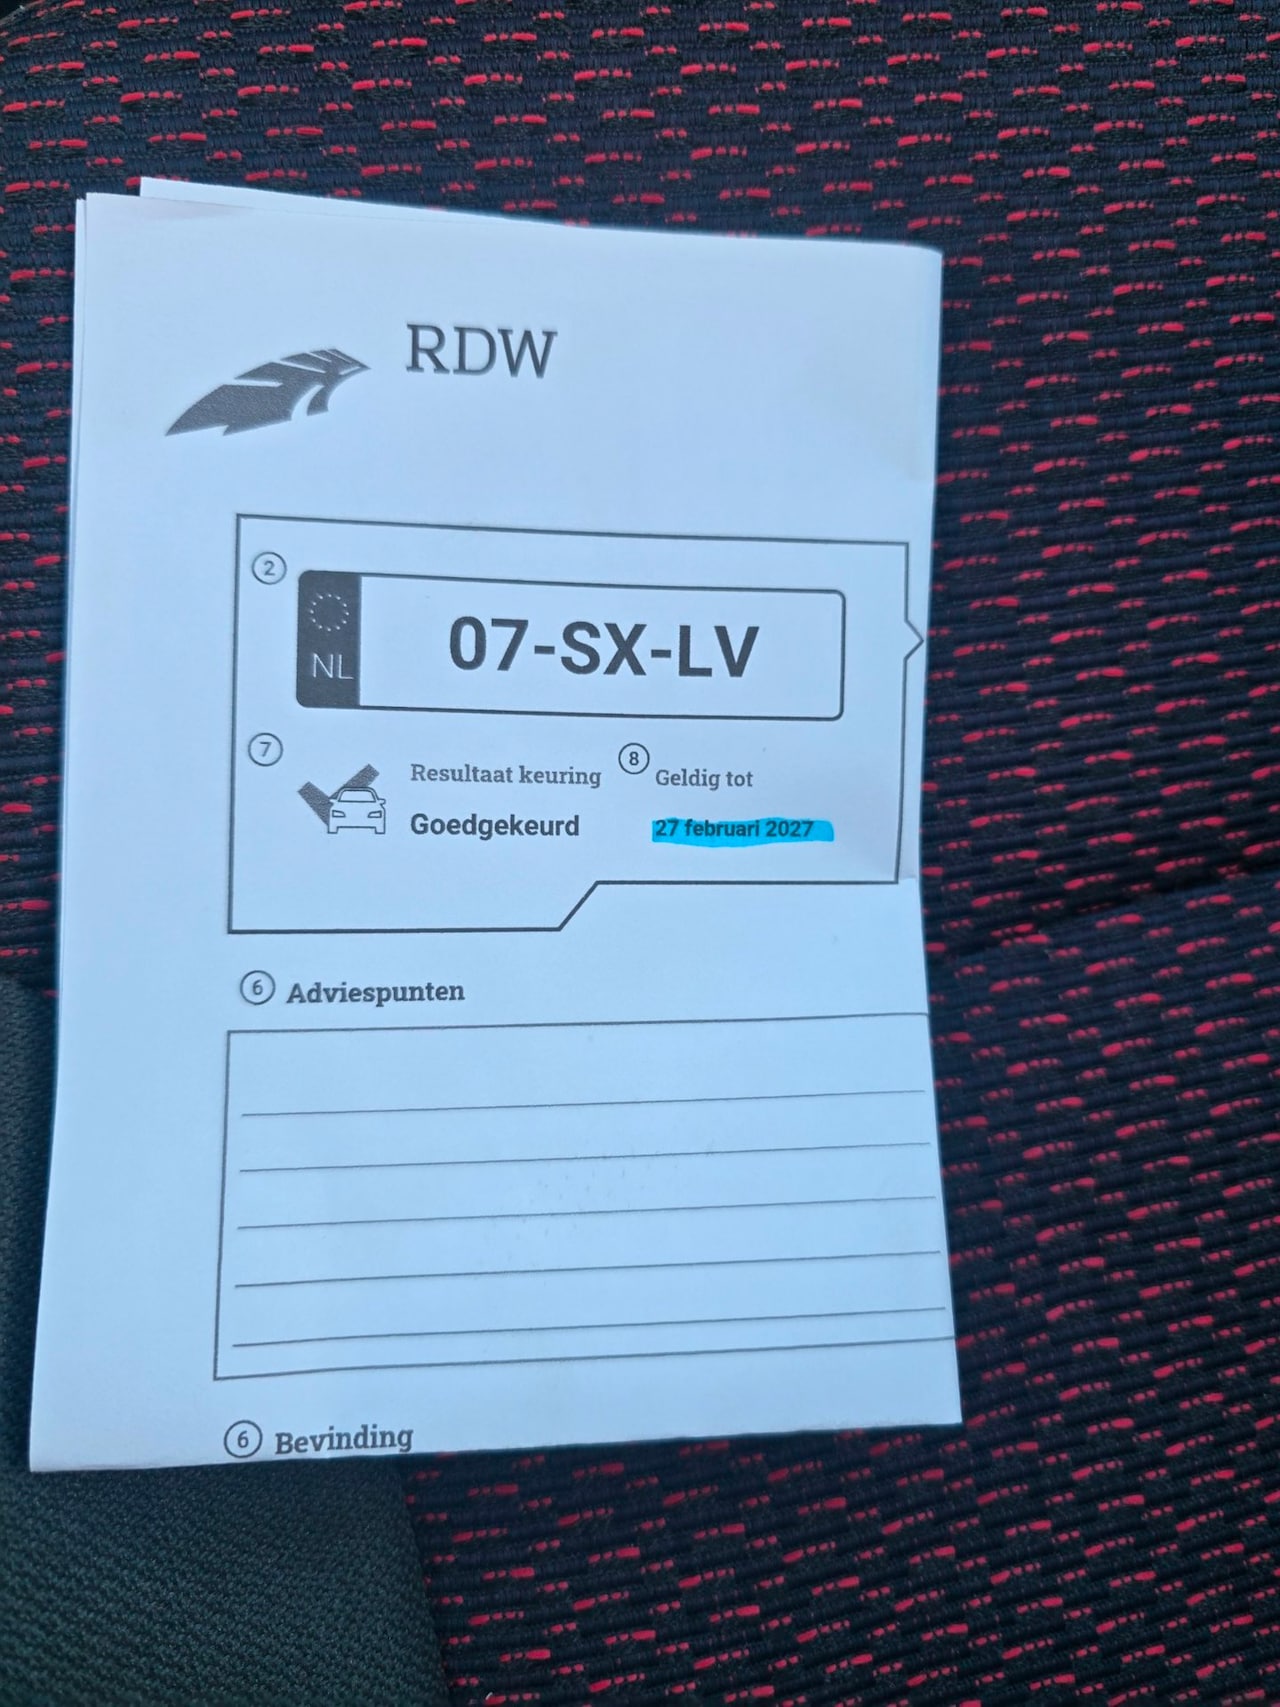 RDW
2
NL
07-SX-LV
7
Resultaat keuring
Goedgekeurd
8
Geldig tot
27 februari 2027
6 Adviespunten
6 Bevinding